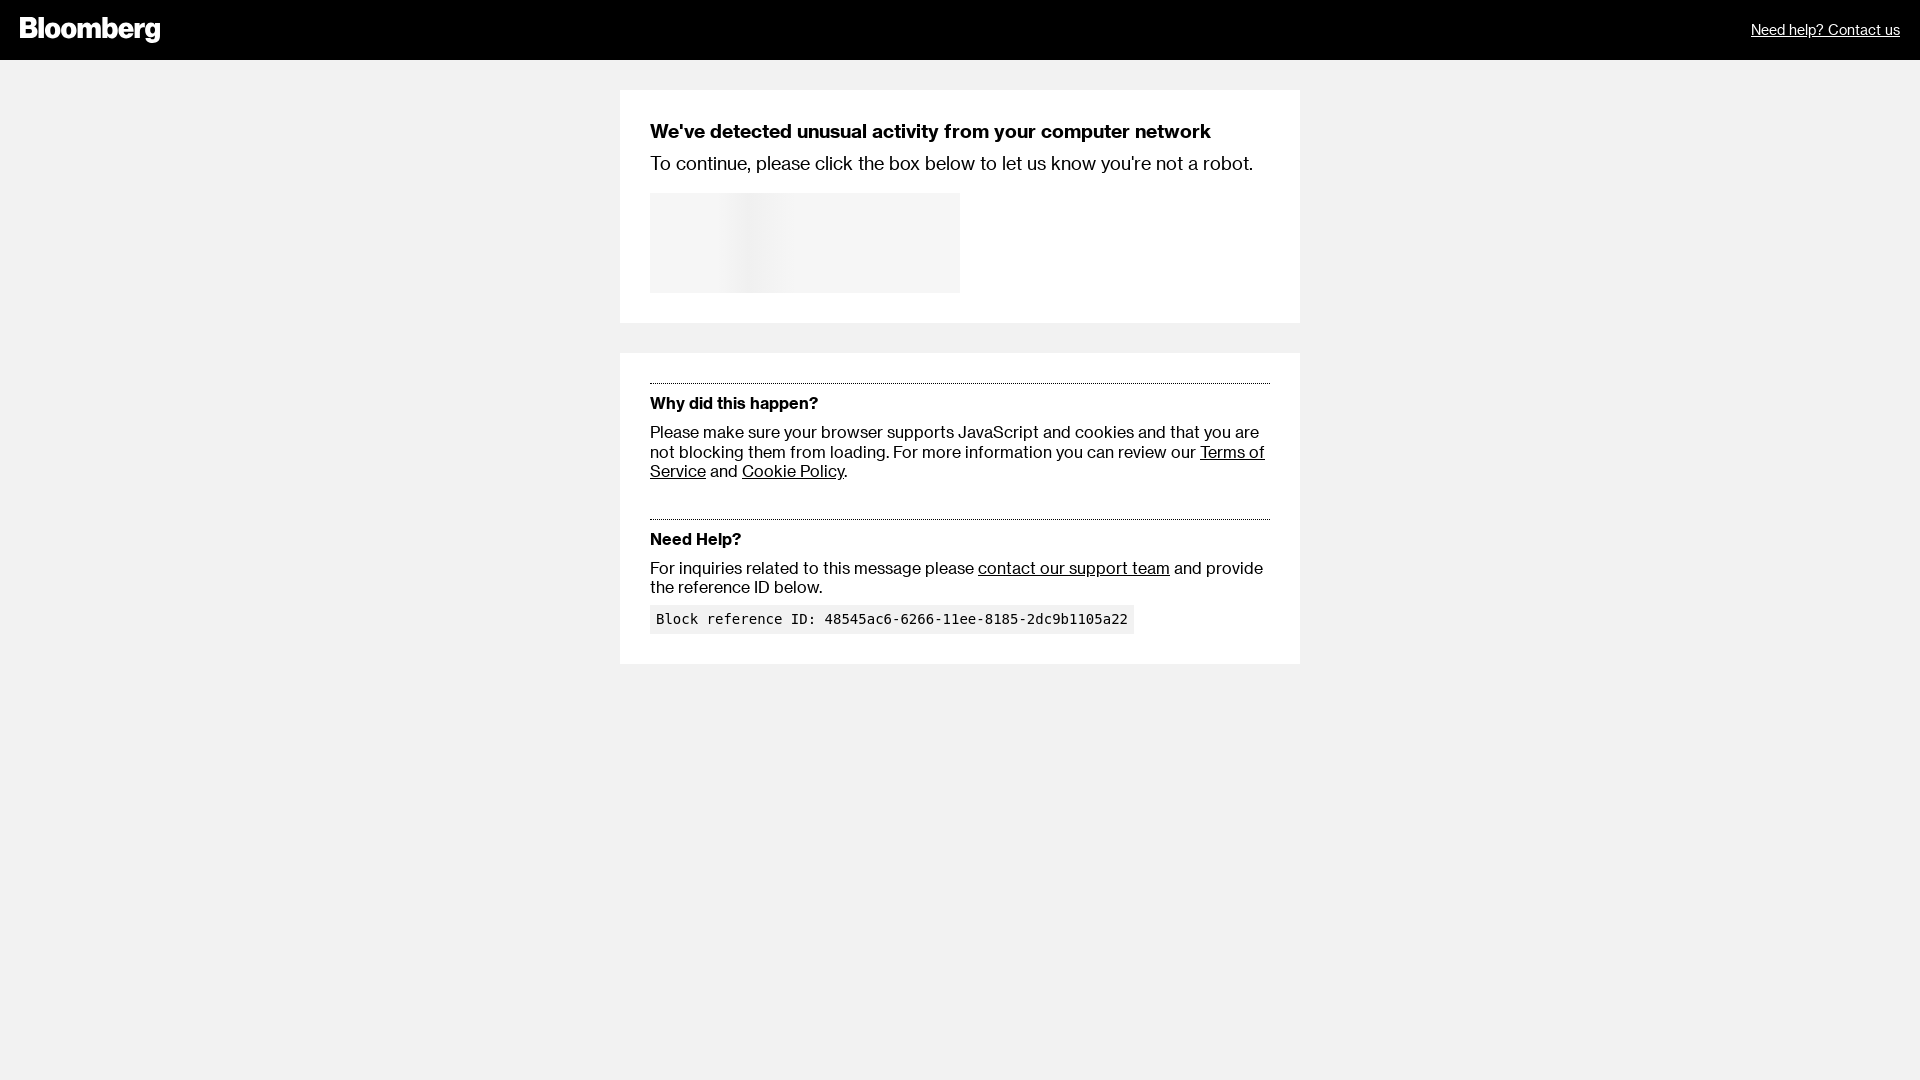 Bloomberg
Need help? Contact us
We've detected unusual activity from your computer network
To continue, please click the box below to let us know you're not a robot.
Why did this happen?
Please make sure your browser supports JavaScript and cookies and that you are
not blocking them from loading. For more information you can review our Terms of
Service and Cookie Policy.
Need Help?
For inquiries related to this message please contact our support team and provide
the reference ID below.
Block reference ID: 48545ac6-6266-11ee-8185-2dc9b1105a22